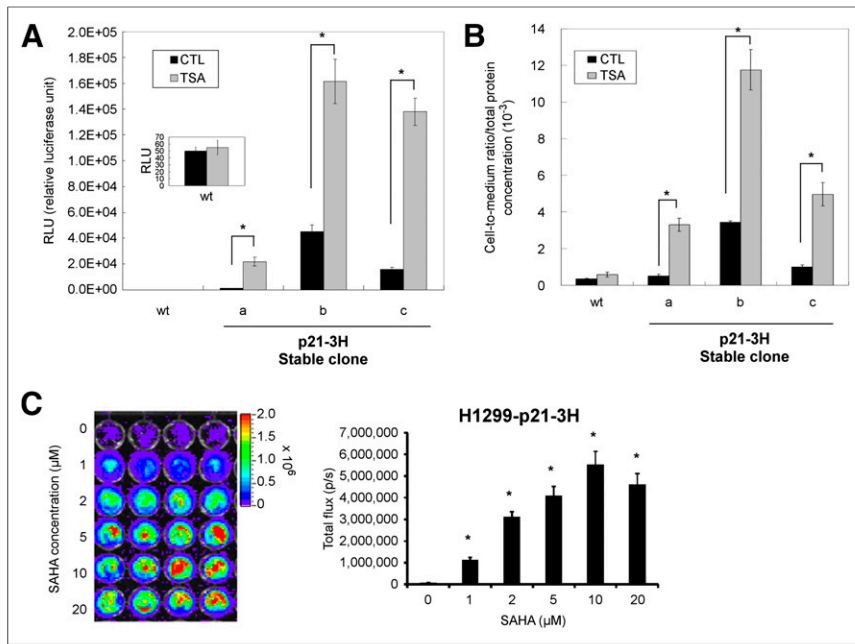 A
RLU (relative luciferase unit)
2.0E+05
1.8E+05
1.6E+05
1.4E+05
1.2E+05
1.0E+05
8.0E+04
6.0E+04
4.0E+04
2.0E+04
0.0E+00
CTL
TSA
RLU
70
60
50
40
30
20
10
0
wt
*
*
*
wt a b c
p21-3H
Stable clone
B
Cell-to-medium ratio/total protein
concentration (10-3)
14
12
10
8
6
4
2
0
CTL
TSA
*
*
*
wt a b c
p21-3H
Stable clone
C
SAHA concentration (µM)
0
1
2
5
10
20
2.0
1.5
1.0
0.5
0
x 106
H1299-p21-3H
Total flux (p/s)
7,000,000
6,000,000
5,000,000
4,000,000
3,000,000
2,000,000
1,000,000
0
*
*
*
*
*
0 1 2 5 10 20
SAHA (µM)